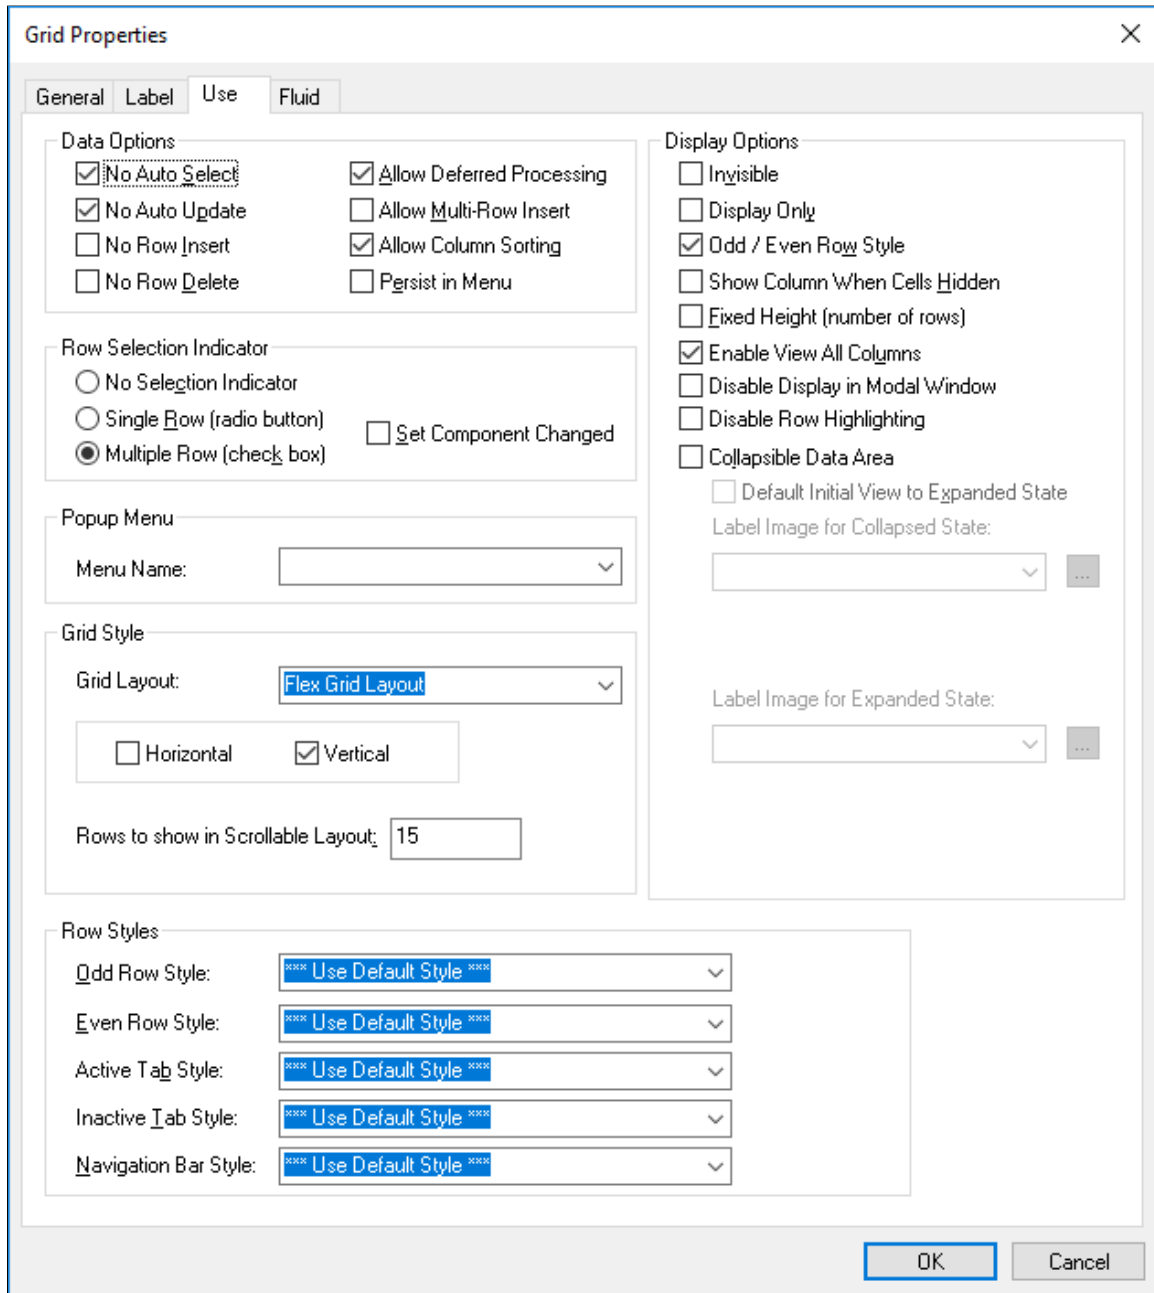 Grid Properties
General Label Use Fluid
Data Options
No Auto Select
No Auto Update
No Row Insert
No Row Delete
Allow Deferred Processing
Allow Multi-Row Insert
Allow Column Sorting
Persist in Menu
Row Selection Indicator
No Selection Indicator
Single Row (radio button)
Multiple Row (check box)
Set Component Changed
Popup Menu
Menu Name:
Grid Style
Grid Layout: Flex Grid Layout
Horizontal Vertical
Rows to show in Scrollable Layout: 15
Display Options
Invisible
Display Only
Odd / Even Row Style
Show Column When Cells Hidden
Fixed Height (number of rows)
Enable View All Columns
Disable Display in Modal Window
Disable Row Highlighting
Collapsible Data Area
Default Initial View to Expanded State
Label Image for Collapsed State:
...
Label Image for Expanded State:
...
Row Styles
Odd Row Style: *** Use Default Style ***
Even Row Style: *** Use Default Style ***
Active Tab Style: *** Use Default Style ***
Inactive Tab Style: *** Use Default Style ***
Navigation Bar Style: *** Use Default Style ***
OK Cancel